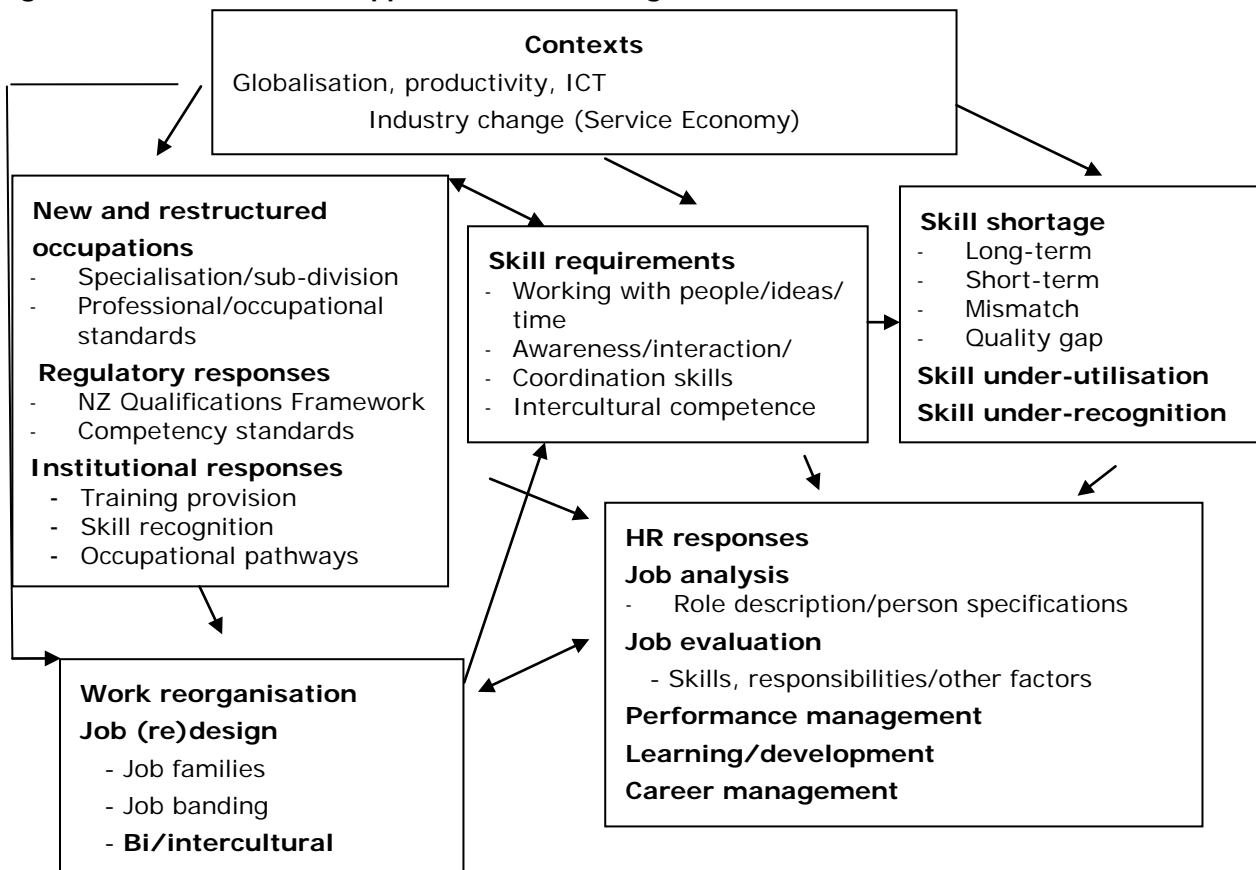 Contexts
Globalisation, productivity, ICT
Industry change (Service Economy)
New and restructured
occupations
- Specialisation/sub-division
- Professional/occupational
standards
Regulatory responses
- NZ Qualifications Framework
- Competency standards
Institutional responses
- Training provision
- Skill recognition
- Occupational pathways
Skill requirements
- Working with people/ideas/
time
- Awareness/interaction/
- Coordination skills
- Intercultural competence
Skill shortage
- Long-term
- Short-term
- Mismatch
- Quality gap
Skill under-utilisation
Skill under-recognition
HR responses
Job analysis
- Role description/person specifications
Job evaluation
- Skills, responsibilities/other factors
Performance management
Learning/development
Career management
Work reorganisation
Job (re)design
- Job families
- Job banding
- Bi/intercultural